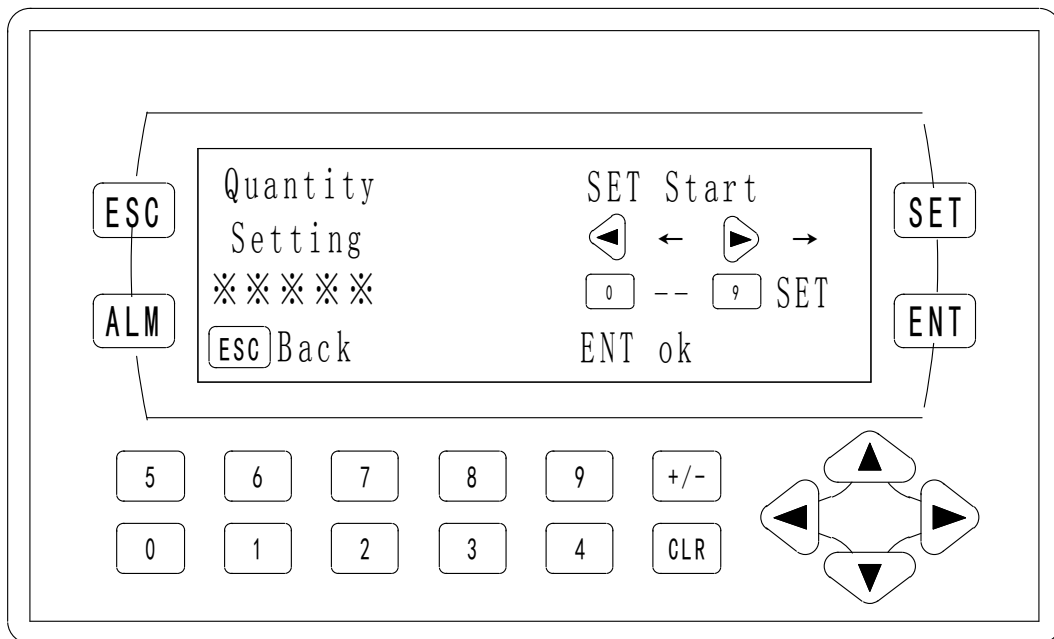 ESC
ALM
Quantity
Setting
※※※※※
ESC Back
SET Start
◀ ← ▶ →
0 -- 9 SET
ENT ok
SET
ENT
5 6 7 8 9 +/-
0 1 2 3 4 CLR